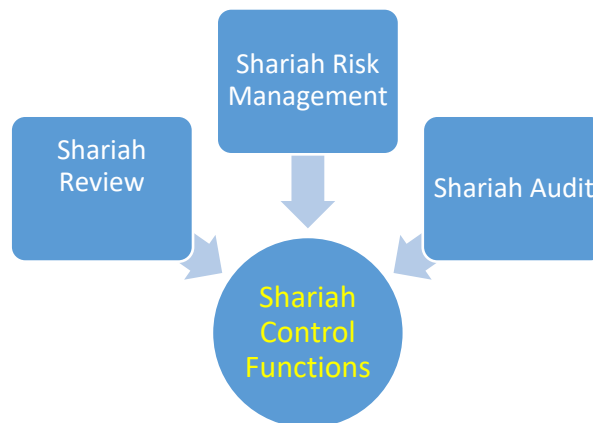 Shariah Risk
Management
Shariah
Review
Shariah Audit
Shariah
Control
Functions